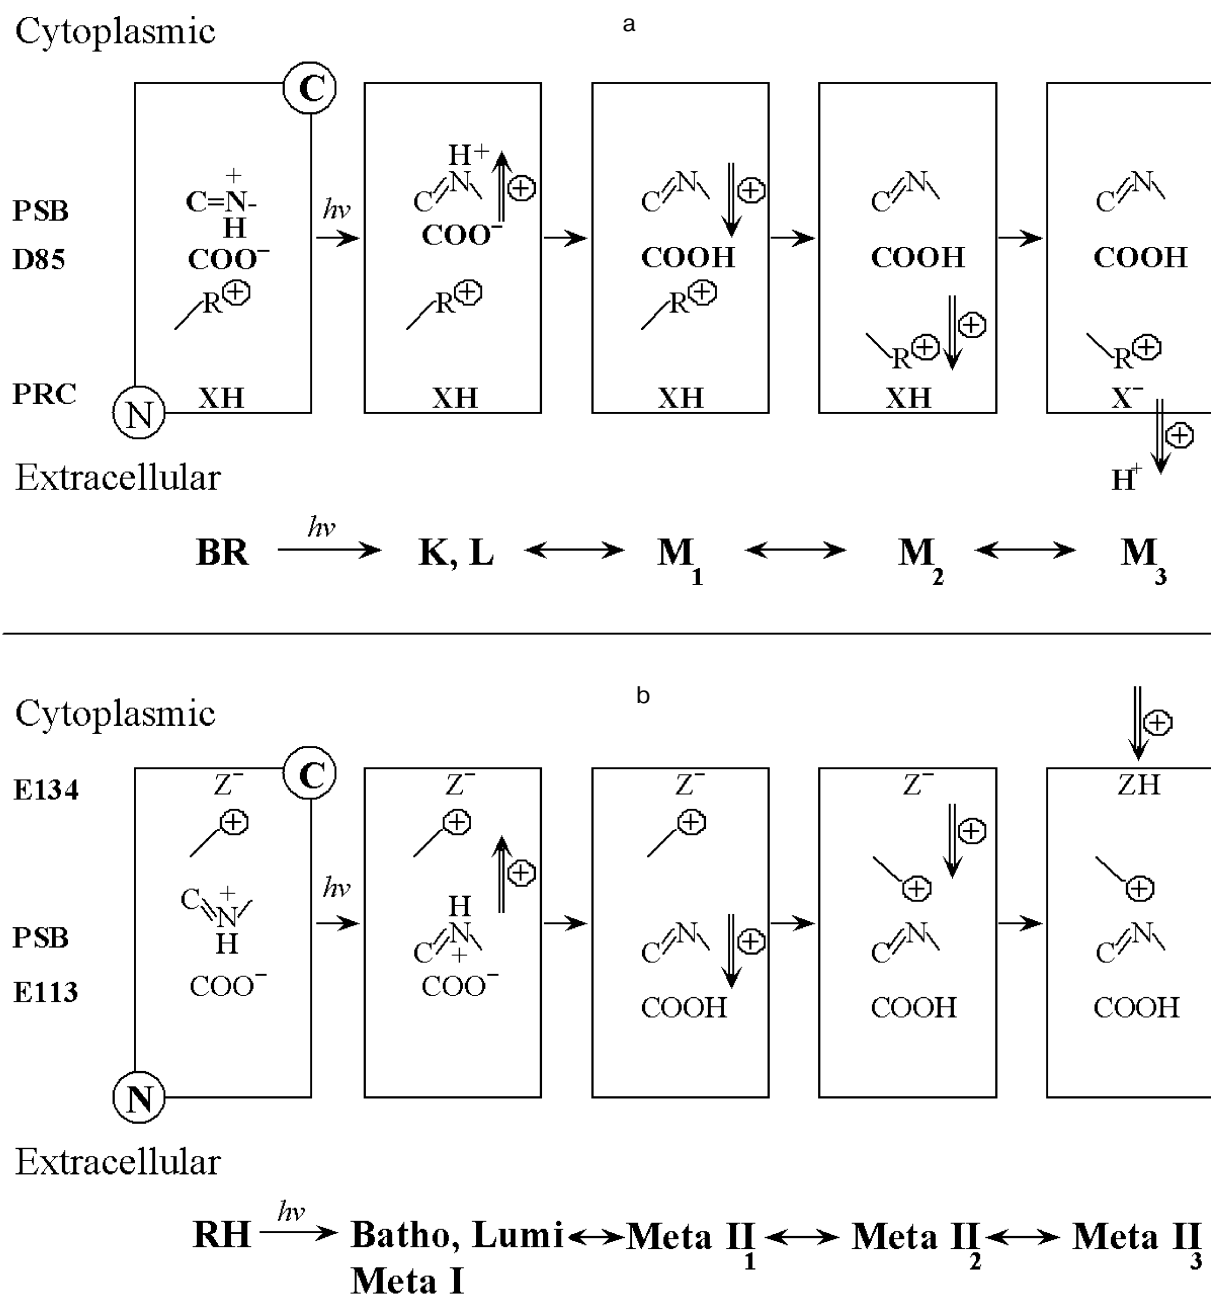 a
Cytoplasmic
C
H+ 
PSB
C=N-
+
H
C=N
C=N
C=N
C=N
hν
+
+
D85
COO−
COO−
COOH
COOH
COOH
R+
R+
R+
+
R+
R+
PRC
N
XH
XH
XH
XH
X−
+
Extracellular
H+
BR
hν
K, L
M1
M2
M3
b
Cytoplasmic
+
E134
Z−
C
Z−
Z−
Z−
ZH
+
+
+
+
+
+
+
C=N
+
H
hν
H
PSB
C=N
+
C=N
C=N
C=N
+
E113
COO−
COO−
COOH
COOH
COOH
N
Extracellular
RH
hν
Batho, Lumi
Meta II1
Meta II2
Meta II3
Meta I